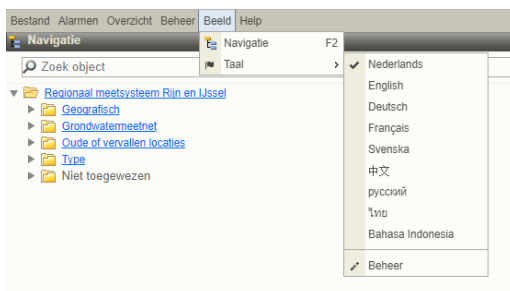 Bestand Alarmen Overzicht Beheer Beeld Help
Navigatie
Navigatie F2
Taal
Zoek object
Regionaal meetsysteem Rijn en IJssel
Geografisch
Grondwatermeetnet
Oude of vervallen locaties
Type
Niet toegewezen
Nederlands
English
Deutsch
Français
Svenska
中文
русский
ไทย
Bahasa Indonesia
Beheer